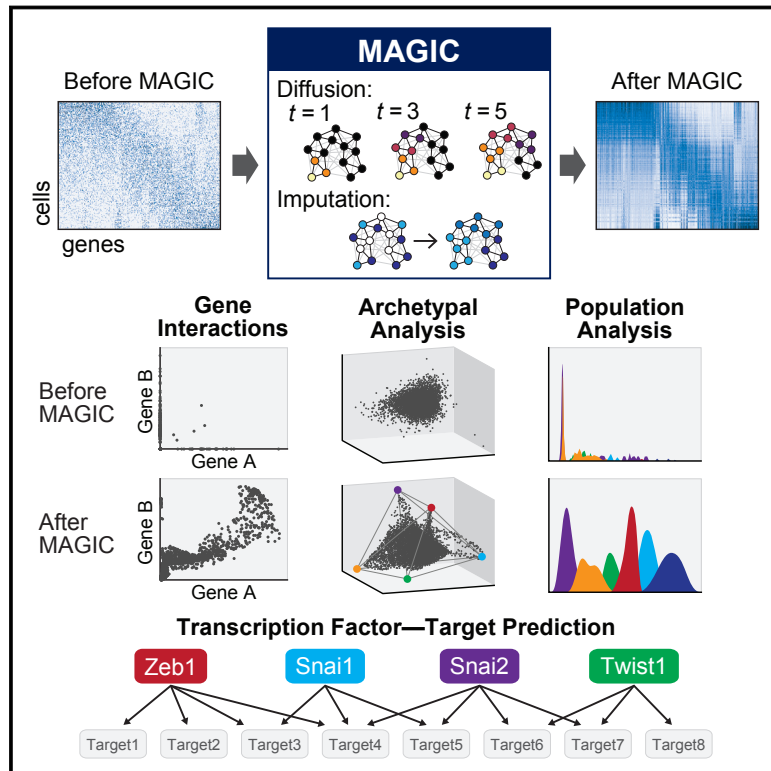 MAGIC
Before MAGIC
After MAGIC
Diffusion:
t = 1
t = 3
t = 5
Imputation:
cells
genes
Gene
Interactions
Archetypal
Analysis
Population
Analysis
Before
MAGIC
Gene B
Gene A
After
MAGIC
Gene B
Gene A
Transcription Factor—Target Prediction
Zeb1 Snai1 Snai2 Twist1
Target1 Target2 Target3 Target4 Target5 Target6 Target7 Target8